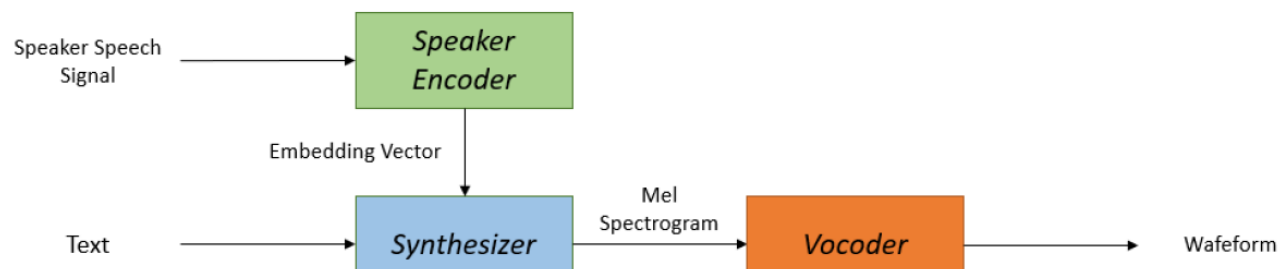 Speaker Speech
Signal
Speaker
Encoder
Embedding Vector
Text
Synthesizer
Mel
Spectrogram
Vocoder
Wafeform